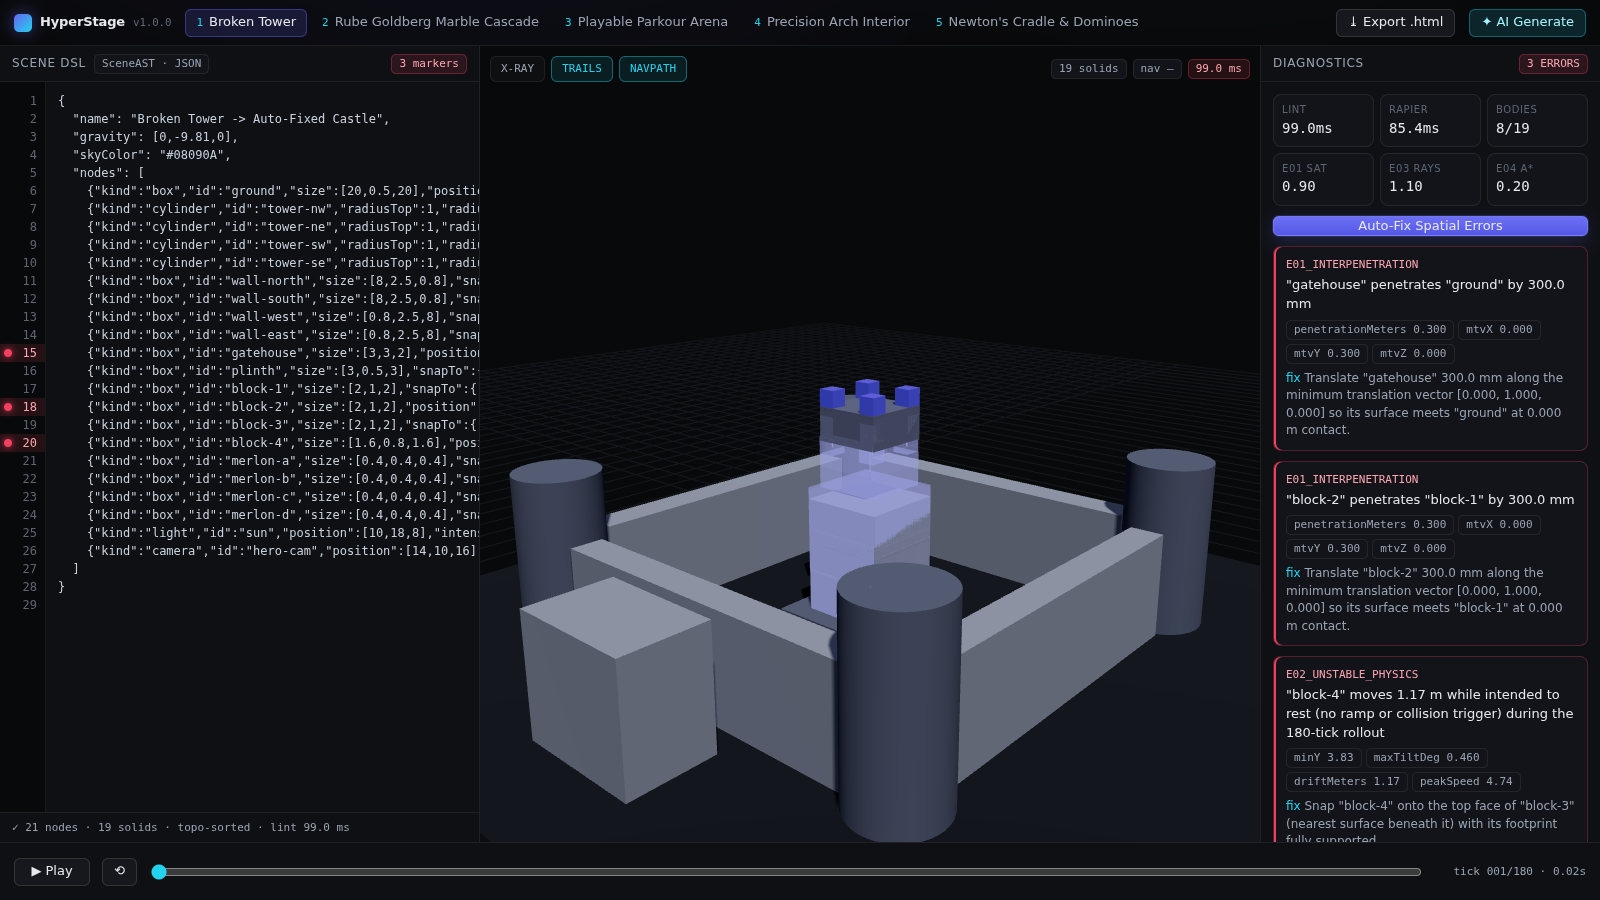 HyperStage v1.0.0
1 Broken Tower
2 Rube Goldberg Marble Cascade
3 Playable Parkour Arena
4 Precision Arch Interior
5 Newton's Cradle & Dominoes
⤓ Export .html
✦ AI Generate
SCENE DSL
SceneAST · JSON
3 markers
1 {
2 "name": "Broken Tower -> Auto-Fixed Castle",
3 "gravity": [0,-9.81,0],
4 "skyColor": "#08090A",
5 "nodes": [
6 {"kind":"box","id":"ground","size":[20,0.5,20],"positi
7 {"kind":"cylinder","id":"tower-nw","radiusTop":1,"radiu
8 {"kind":"cylinder","id":"tower-ne","radiusTop":1,"radiu
9 {"kind":"cylinder","id":"tower-sw","radiusTop":1,"radiu
10 {"kind":"cylinder","id":"tower-se","radiusTop":1,"radiu
11 {"kind":"box","id":"wall-north","size":[8,2.5,0.8],"sna
12 {"kind":"box","id":"wall-south","size":[8,2.5,0.8],"sna
13 {"kind":"box","id":"wall-west","size":[0.8,2.5,8],"snap
14 {"kind":"box","id":"wall-east","size":[0.8,2.5,8],"snap
15 {"kind":"box","id":"gatehouse","size":[3,3,2],"position
16 {"kind":"box","id":"plinth","size":[3,0.5,3],"snapTo":
17 {"kind":"box","id":"block-1","size":[2,1,2],"snapTo":{
18 {"kind":"box","id":"block-2","size":[2,1,2],"position"
19 {"kind":"box","id":"block-3","size":[2,1,2],"snapTo":{
20 {"kind":"box","id":"block-4","size":[1.6,0.8,1.6],"posi
21 {"kind":"box","id":"merlon-a","size":[0.4,0.4,0.4],"sna
22 {"kind":"box","id":"merlon-b","size":[0.4,0.4,0.4],"sna
23 {"kind":"box","id":"merlon-c","size":[0.4,0.4,0.4],"sna
24 {"kind":"box","id":"merlon-d","size":[0.4,0.4,0.4],"sna
25 {"kind":"light","id":"sun","position":[10,18,8],"intens
26 {"kind":"camera","id":"hero-cam","position":[14,10,16]
27 ]
28 }
29
✓ 21 nodes · 19 solids · topo-sorted · lint 99.0 ms
X-RAY
TRAILS
NAVPATH
19 solids
nav —
99.0 ms
DIAGNOSTICS
3 ERRORS
LINT
99.0ms
RAPIER
85.4ms
BODIES
8/19
E01 SAT
0.90
E03 RAYS
1.10
E04 A*
0.20
Auto-Fix Spatial Errors
E01_INTERPENETRATION
"gatehouse" penetrates "ground" by 300.0
mm
penetrationMeters 0.300
mtvX 0.000
mtvY 0.300
mtvZ 0.000
fix Translate "gatehouse" 300.0 mm along the
minimum translation vector [0.000, 1.000,
0.000] so its surface meets "ground" at 0.000
m contact.
E01_INTERPENETRATION
"block-2" penetrates "block-1" by 300.0 mm
penetrationMeters 0.300
mtvX 0.000
mtvY 0.300
mtvZ 0.000
fix Translate "block-2" 300.0 mm along the
minimum translation vector [0.000, 1.000,
0.000] so its surface meets "block-1" at 0.000
m contact.
E02_UNSTABLE_PHYSICS
"block-4" moves 1.17 m while intended to
rest (no ramp or collision trigger) during the
180-tick rollout
minY 3.83
maxTiltDeg 0.460
driftMeters 1.17
peakSpeed 4.74
fix Snap "block-4" onto the top face of "block-3"
(nearest surface beneath it) with its footprint
fully supported.
▶ Play
⟲
tick 001/180 · 0.02s